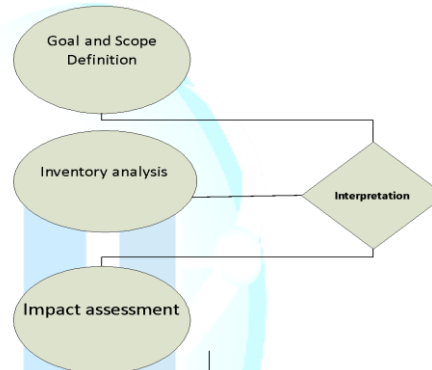 Goal and Scope
Definition
Inventory analysis
Interpretation
Impact assessment